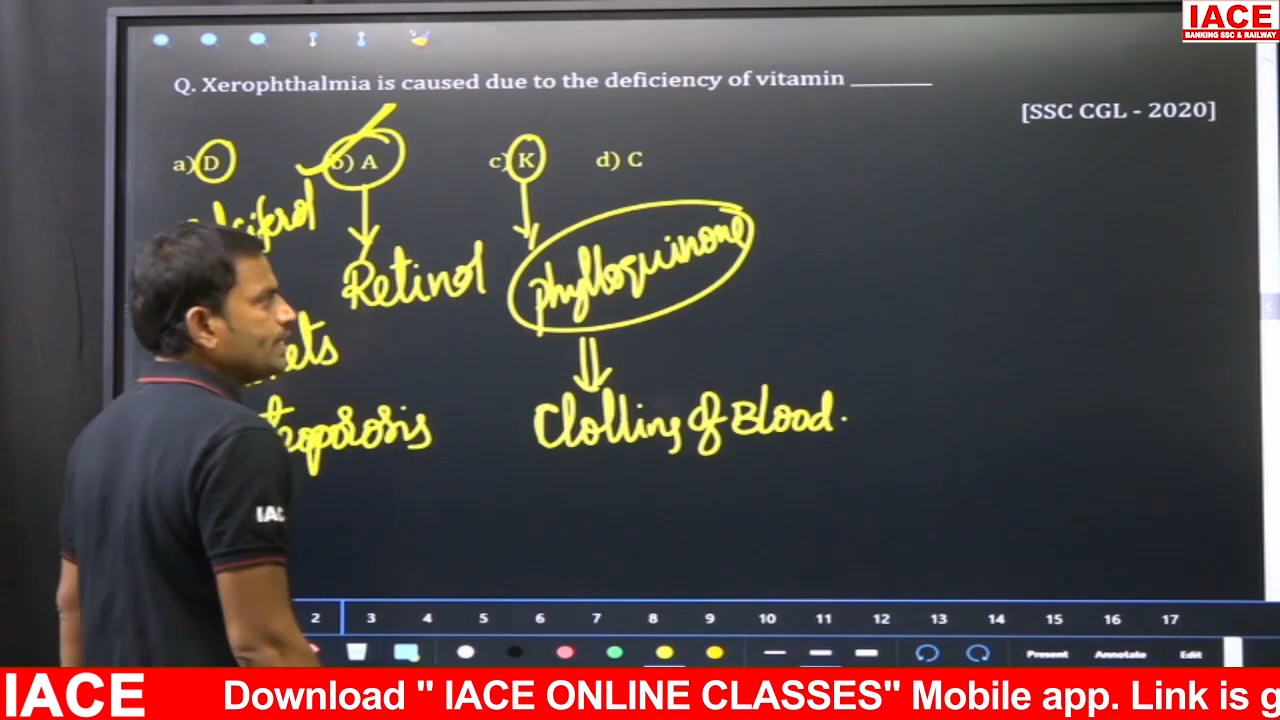 IACE
BANKING SSC & RAILWAY
Q. Xerophthalmia is caused due to the deficiency of vitamin ________
[SSC CGL - 2020]
a) D b) A c) K d) C
Retinol phylloquinone
Clotting of Blood.
IAC
2 3 4 5 6 7 8 9 10 11 12 13 14 15 16 17
Present Annotate Edit
IACE Download " IACE ONLINE CLASSES" Mobile app. Link is g